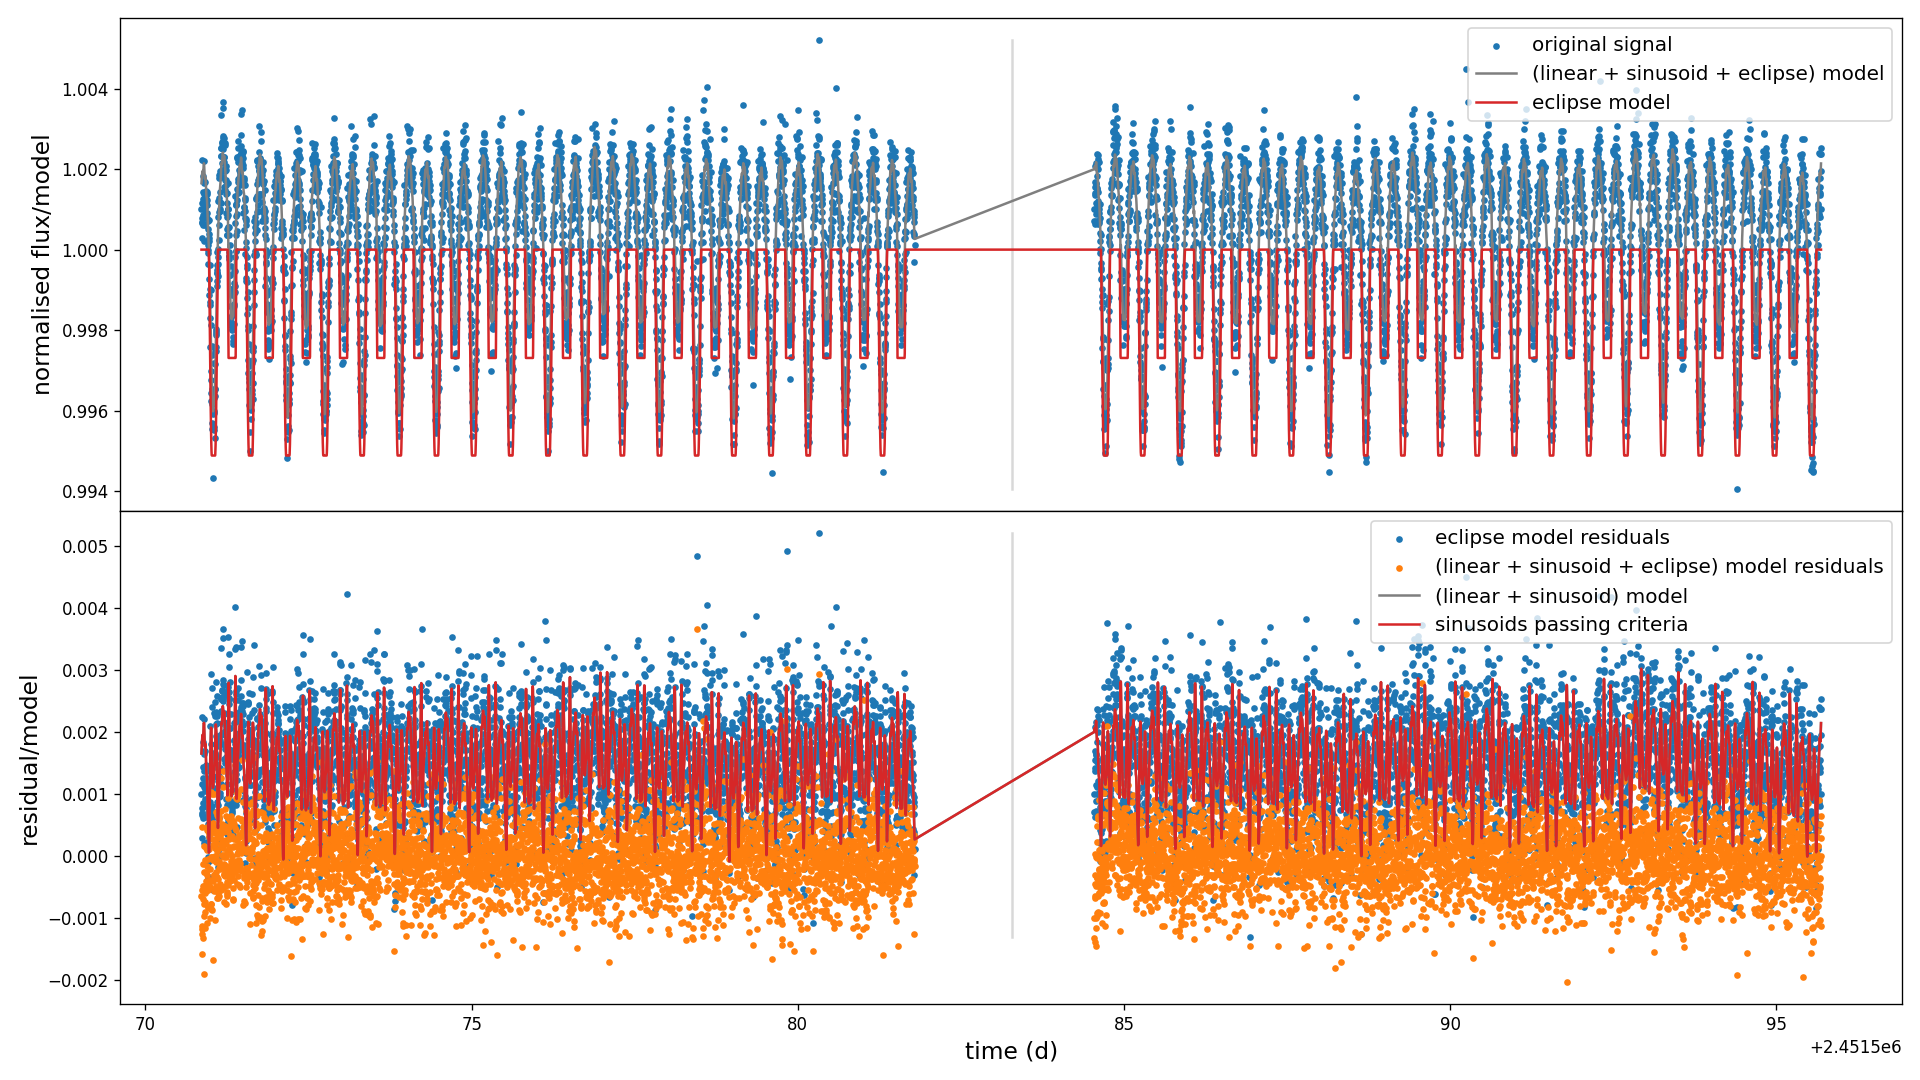 original signal
(linear + sinusoid + eclipse) model
eclipse model
normalised flux/model
1.004
1.002
1.000
0.998
0.996
0.994
eclipse model residuals
(linear + sinusoid + eclipse) model residuals
(linear + sinusoid) model
sinusoids passing criteria
residual/model
0.005
0.004
0.003
0.002
0.001
0.000
−0.001
−0.002
70 75 80 85 90 95
time (d)
+2.4515e6